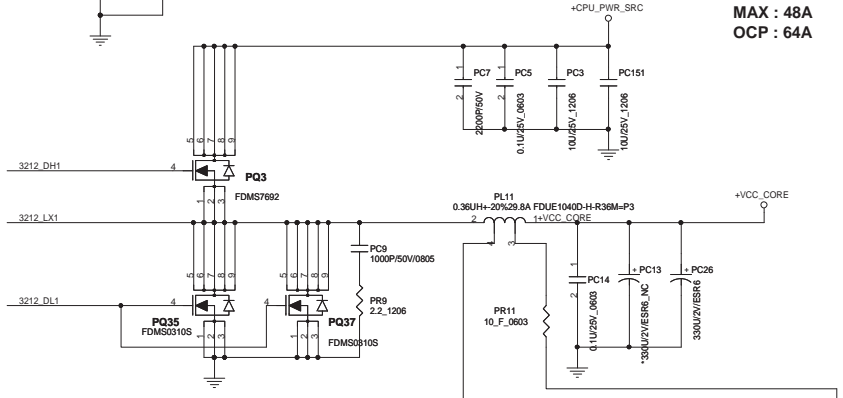 +CPU_PWR_SRC
MAX : 48A
OCP : 64A
1
PC7
2
2200P/50V
1
PC5
2
0.1U/25V_0603
PC3
10U/25V_1206
PC151
10U/25V_1206
5
6
7
8
9
3212_DH1
4
PQ3
FDMS7692
1
2
3
PL11
0.36UH+-20%29.8A FDUE1040D-H-R36M=P3
+VCC_CORE
3212_LX1
2
1
+VCC_CORE
4
3
PC9
1000P/50V/0805
5
6
7
8
9
5
6
7
8
9
1
PC14
2
0.1U/25V_0603
+ PC13
*330U/2V/ESR6_NC
+ PC26
330U/2V/ESR6
3212_DL1
4
PQ35
FDMS0310S
1
2
3
4
PQ37
FDMS0310S
1
2
3
PR9
2.2_1206
PR11
10_F_0603